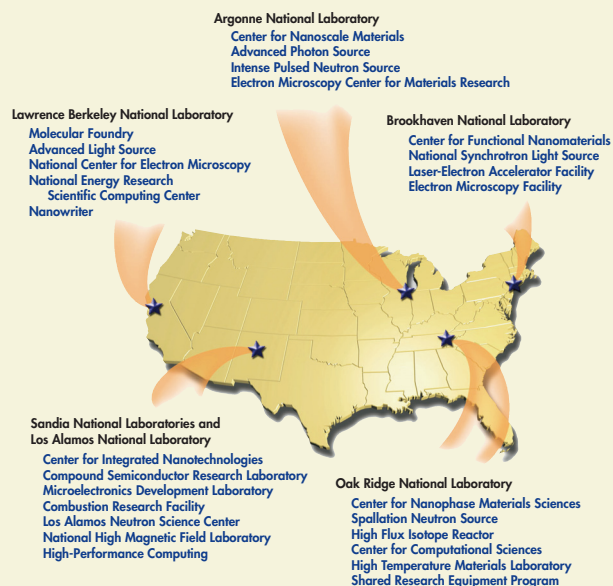 Argonne National Laboratory
Center for Nanoscale Materials
Advanced Photon Source
Intense Pulsed Neutron Source
Electron Microscopy Center for Materials Research
Lawrence Berkeley National Laboratory
Molecular Foundry
Advanced Light Source
National Center for Electron Microscopy
National Energy Research
Scientific Computing Center
Nanowriter
Brookhaven National Laboratory
Center for Functional Nanomaterials
National Synchrotron Light Source
Laser-Electron Accelerator Facility
Electron Microscopy Facility
Sandia National Laboratories and
Los Alamos National Laboratory
Center for Integrated Nanotechnologies
Compound Semiconductor Research Laboratory
Microelectronics Development Laboratory
Combustion Research Facility
Los Alamos Neutron Science Center
National High Magnetic Field Laboratory
High-Performance Computing
Oak Ridge National Laboratory
Center for Nanophase Materials Sciences
Spallation Neutron Source
High Flux Isotope Reactor
Center for Computational Sciences
High Temperature Materials Laboratory
Shared Research Equipment Program